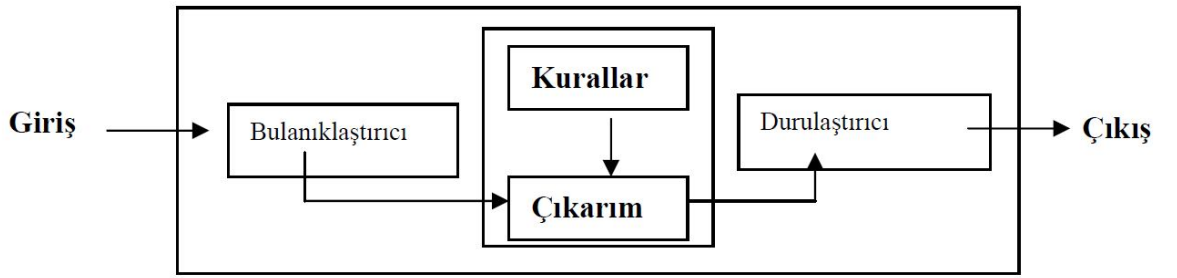 Giriş
Bulanıklaştırıcı
Kurallar
Çıkarım
Durulaştırıcı
Çıkış